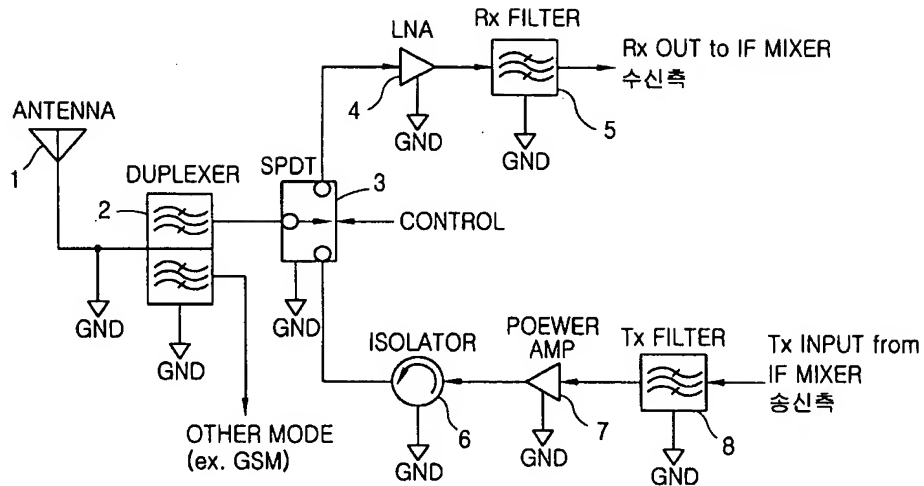 LNA
4
GND
Rx FILTER
5
GND
Rx OUT to IF MIXER
수신측
ANTENNA
1
GND
DUPLEXER
2
GND
SPDT
3
GND
CONTROL
OTHER MODE
(ex. GSM)
ISOLATOR
6
GND
POEWER
AMP
7
GND
Tx FILTER
8
GND
Tx INPUT from
IF MIXER
송신측